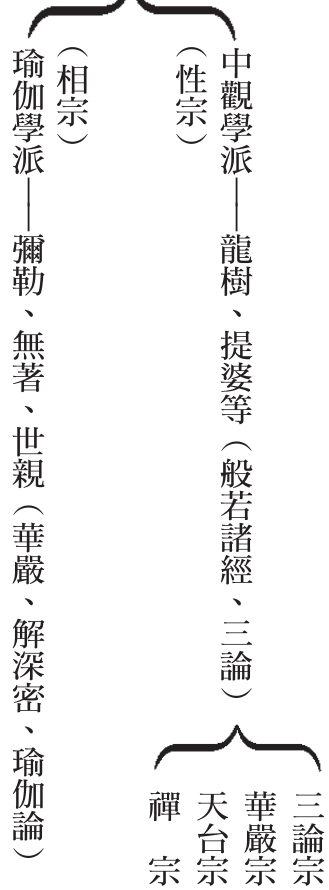 中觀學派——龍樹、提婆等（般若諸經、三論）
（性宗）
三論宗
華嚴宗
天台宗
禪　宗
瑜伽學派——彌勒、無著、世親（華嚴、解深密、瑜伽論）
（相宗）